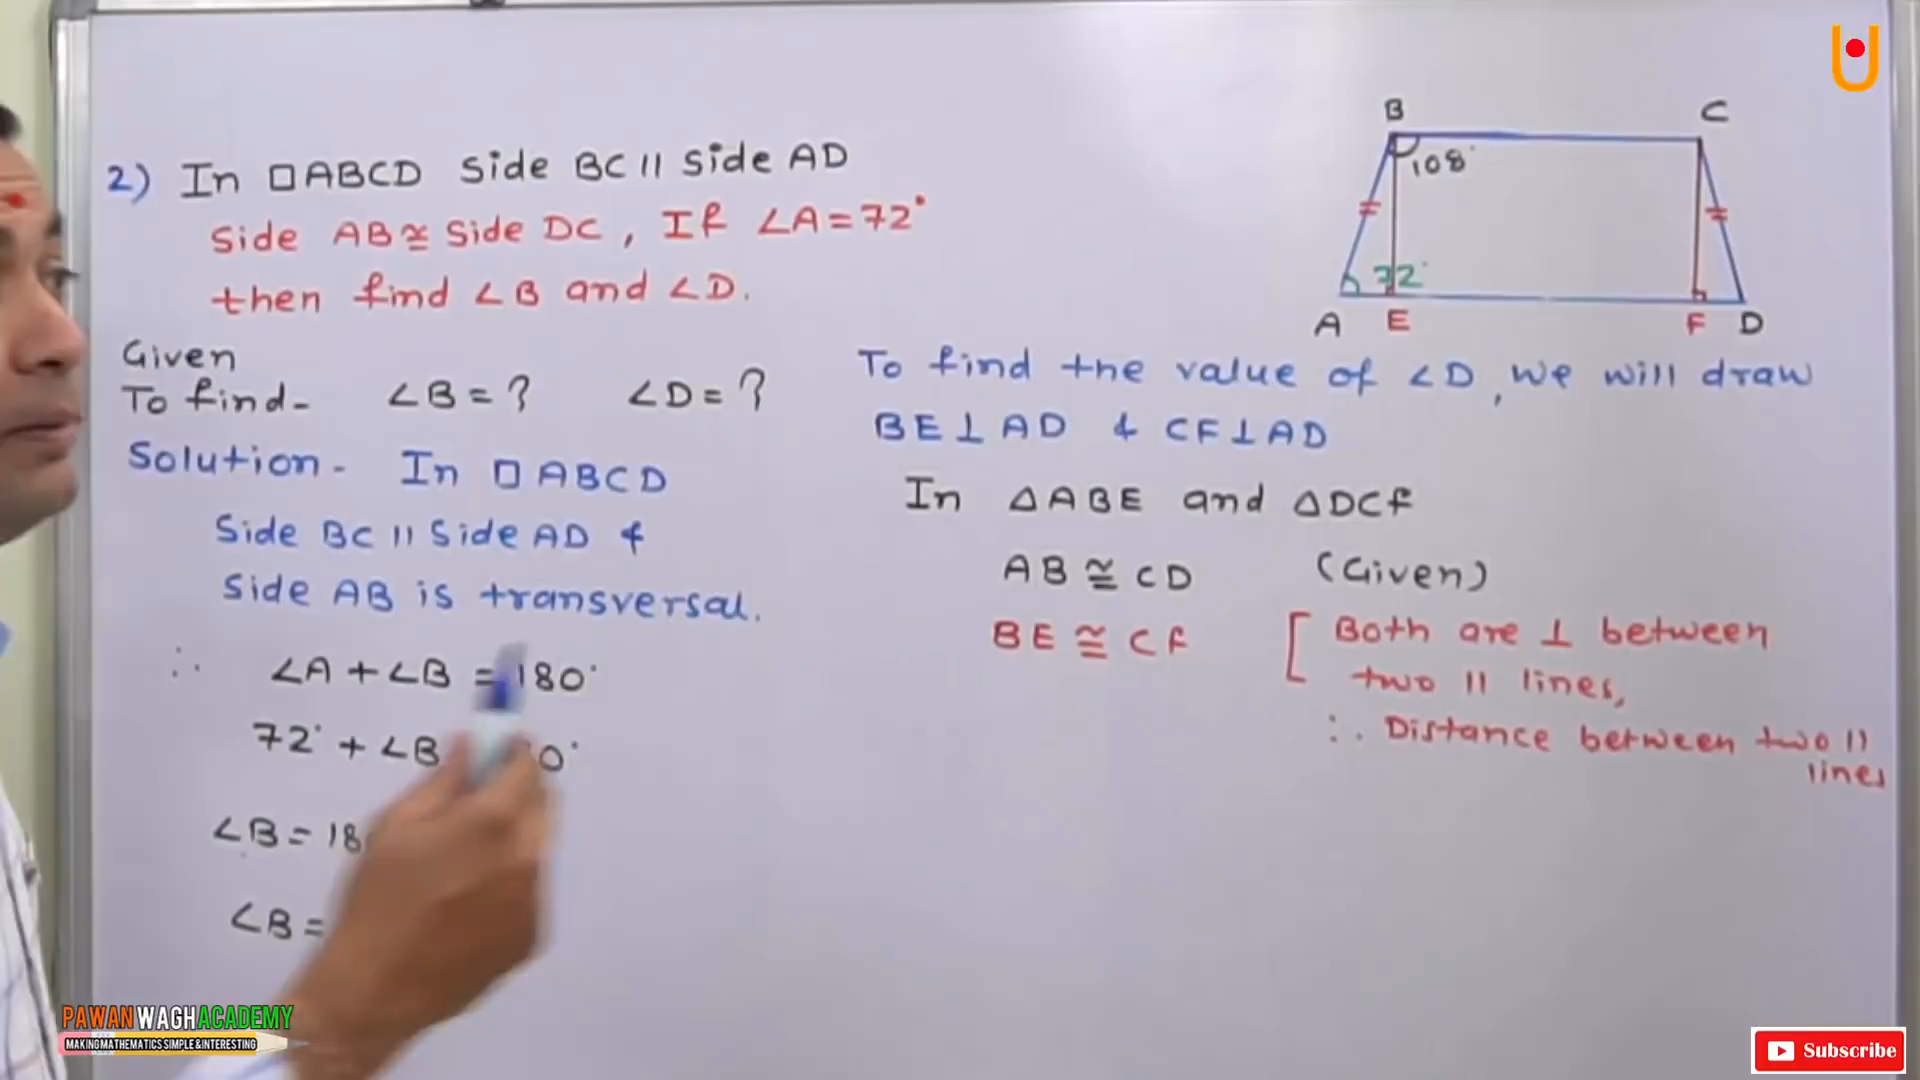 2) In □ABCD Side BC || Side AD
Side AB ≅ Side DC, If ∠A = 72°
then find ∠B and ∠D.
Given
To find- ∠B = ? ∠D = ?
Solution - In □ABCD
Side BC || Side AD &
Side AB is transversal.
∴ ∠A + ∠B = 180°
72° + ∠B
∠B = 18
∠B =
B C
108°
72°
A E F D
To find the value of ∠D, we will draw
BE ⊥ AD & CF ⊥ AD
In △ABE and △DCF
AB ≅ CD (Given)
BE ≅ CF [Both are ⊥ between
two || lines,
∴ Distance between two ||
lines
PAWAN WAGH ACADEMY
MAKING MATHEMATICS SIMPLE & INTERESTING
Subscribe